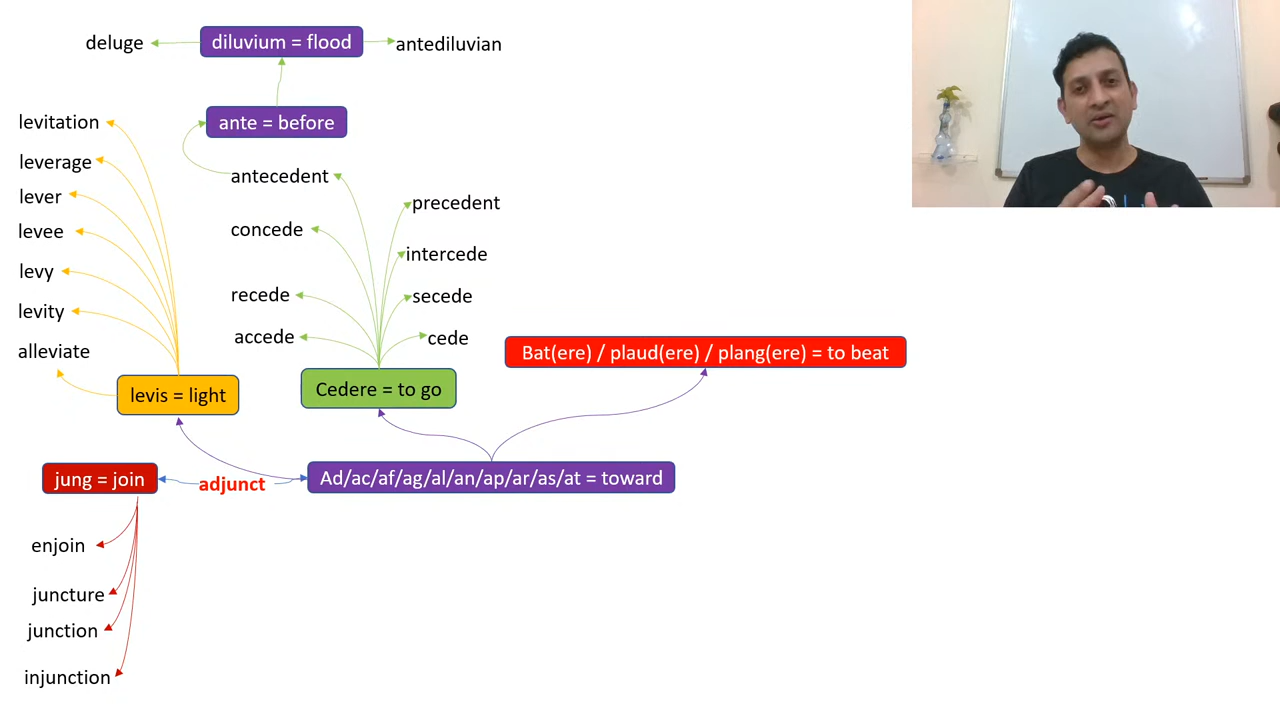 deluge
diluvium = flood
antediluvian
levitation
ante = before
leverage
antecedent
lever
precedent
levee
concede
intercede
levy
recede
secede
levity
accede
cede
alleviate
Bat(ere) / plaud(ere) / plang(ere) = to beat
levis = light
Cedere = to go
jung = join
adjunct
Ad/ac/af/ag/al/an/ap/ar/as/at = toward
enjoin
juncture
junction
injunction